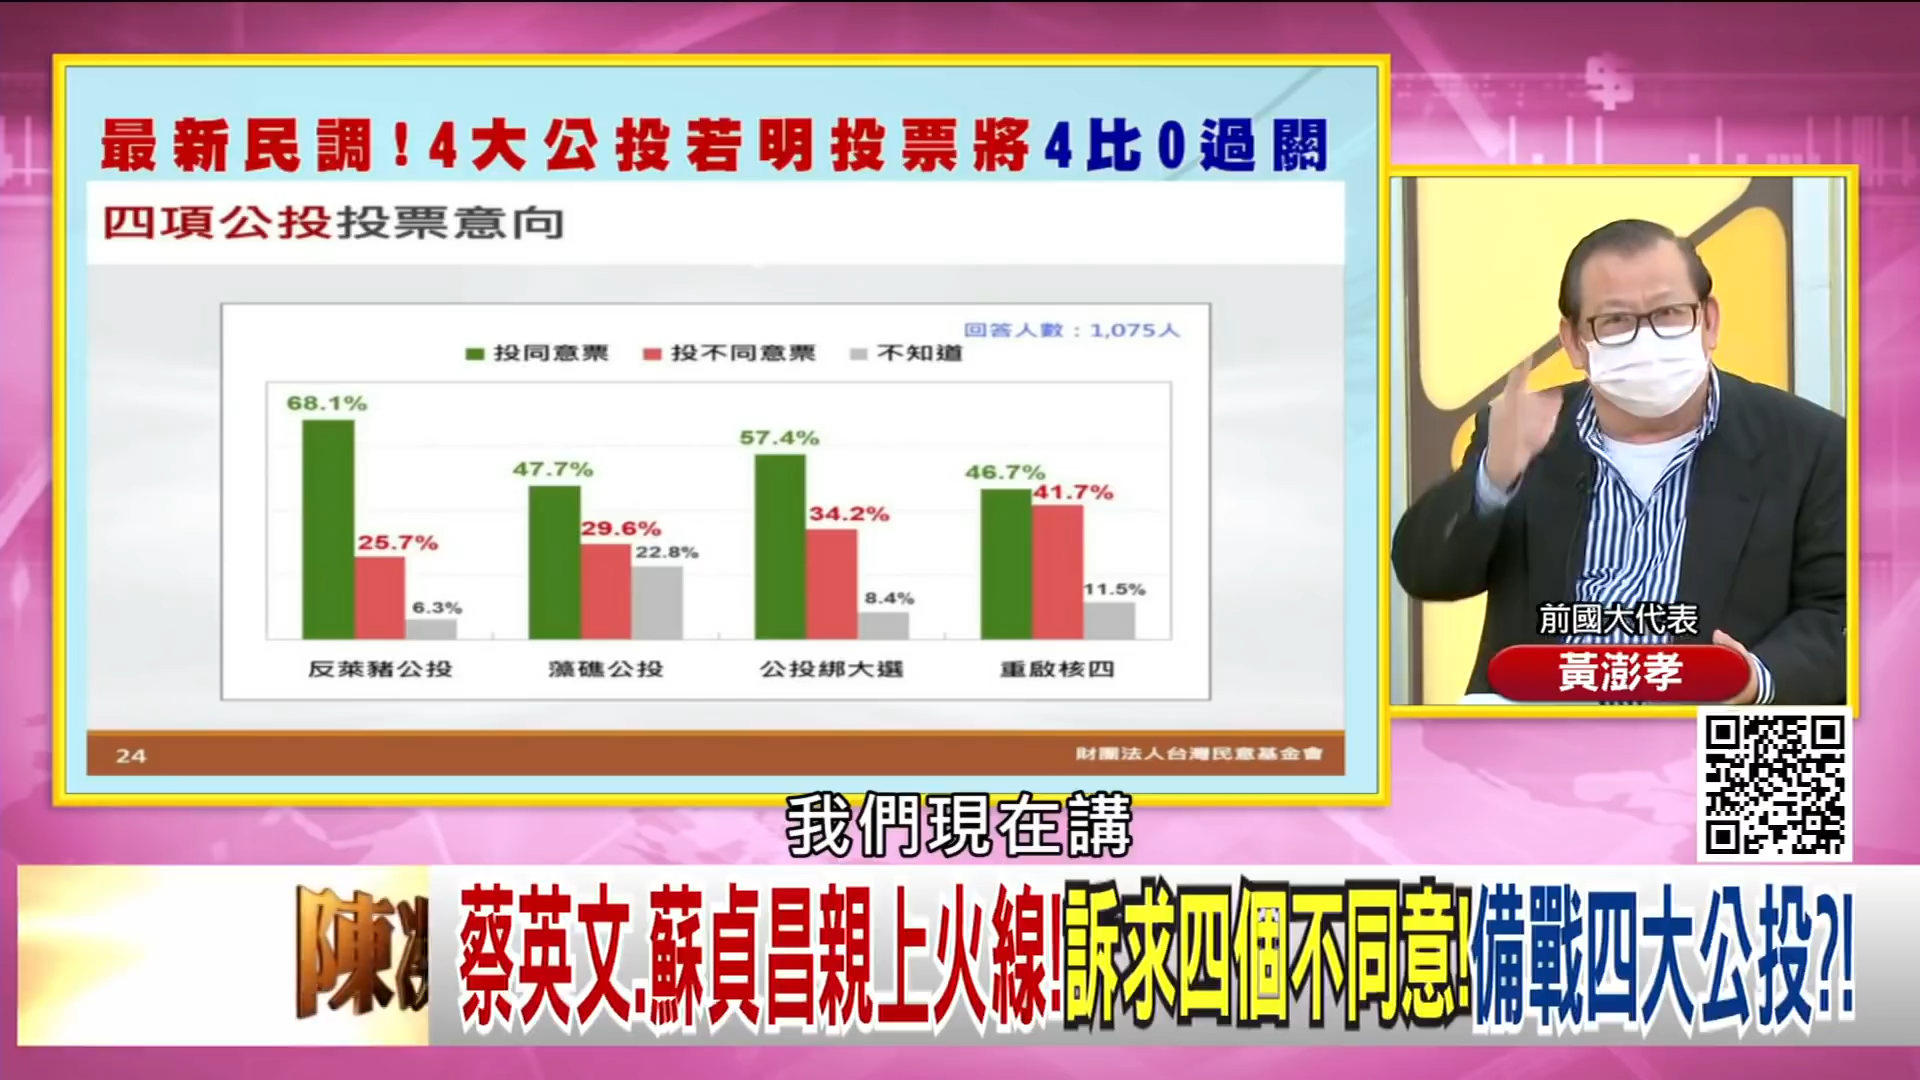 最新民調!4大公投若明投票將4比0過關
四項公投投票意向
回答人數：1,075人
投同意票 投不同意票 不知道
68.1% 25.7% 6.3%
47.7% 29.6% 22.8%
57.4% 34.2% 8.4%
46.7% 41.7% 11.5%
反萊豬公投 藻礁公投 公投綁大選 重啟核四
24
財團法人台灣民意基金會
前國大代表
黃澎孝
我們現在講
陳
蔡英文.蘇貞昌親上火線!訴求四個不同意!備戰四大公投?!